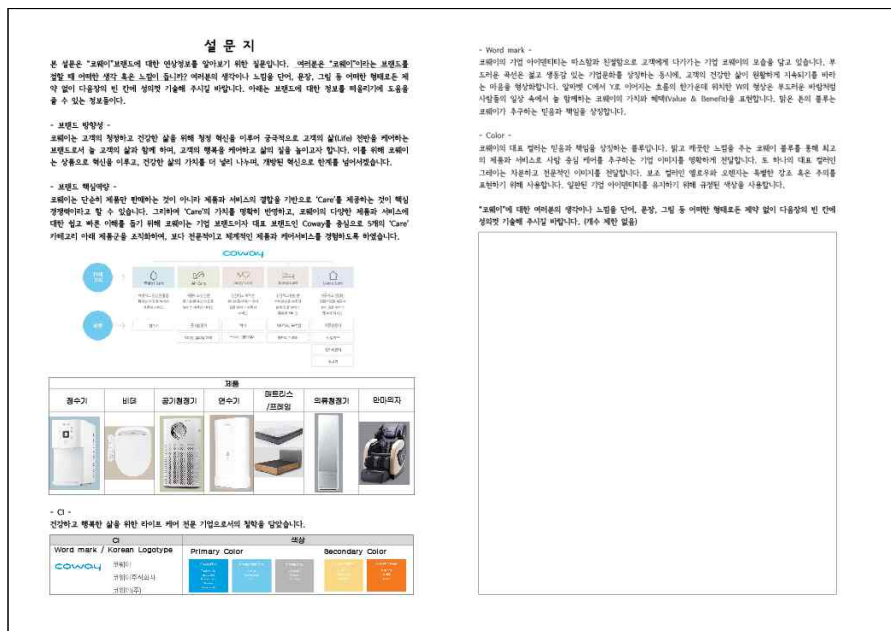 설 문 지
본 설문은 "코웨이"브랜드에 대한 연상정보를 알아보기 위한 질문입니다. 여러분은 "코웨이"이라는 브랜드를
접할 때 어떠한 생각 혹은 느낌이 듭니까? 여러분의 생각이나 느낌을 단어, 문장, 그림 등 어떠한 형태로든 제
약 없이 다음장의 빈 칸에 성의껏 기술해 주시길 바랍니다. 아래는 브랜드에 대한 정보를 떠올리기에 도움을
줄 수 있는 정보들이다.
- 브랜드 방향성 -
코웨이는 고객의 청정하고 건강한 삶을 위해 청정 혁신을 이루어 궁극적으로 고객의 삶(Life) 전반을 케어하는
브랜드로서 늘 고객의 삶과 함께 하며, 고객의 행복을 케어하고 삶의 질을 높이고자 합니다. 이를 위해 코웨이
는 상품으로 혁신을 이루고, 건강한 삶의 가치를 더 널리 나누며, 개방된 혁신으로 한계를 넘어서겠습니다.
- 브랜드 핵심역량 -
코웨이는 단순히 제품만 판매하는 것이 아니라 제품과 서비스의 결합을 기반으로 'Care'를 제공하는 것이 핵심
경쟁력이라고 할 수 있습니다. 그리하여 'Care'의 가치를 명확히 반영하고, 코웨이의 다양한 제품과 서비스에
대한 쉽고 빠른 이해를 돕기 위해 코웨이는 기업 브랜드이자 대표 브랜드인 Coway를 중심으로 5개의 'Care'
카테고리 아래 제품군을 조직화하여, 보다 전문적이고 체계적인 제품과 케어서비스를 경험하도록 하였습니다.
coway
제품
정수기 비데 공기청정기 연수기 매트리스/프레임 의류청정기 안마의자
- CI -
건강하고 행복한 삶을 위한 라이프 케어 전문 기업으로서의 철학을 담았습니다.
CI 색상
Word mark / Korean Logotype Primary Color Secondary Color
coway 코웨이
코웨이주식회사
코웨이(주)
- Word mark -
코웨이의 기업 아이덴티티는 따스함과 친절함으로 고객에게 다가가는 기업 코웨이의 모습을 담고 있습니다. 부
드러운 곡선은 젊고 생동감 있는 기업문화를 상징하는 동시에, 고객의 건강한 삶이 원활하게 지속되기를 바라
는 마음을 형상화합니다. 알파벳 C에서 Y로 이어지는 흐름의 한가운데 위치한 W의 형상은 부드러운 바람처럼
사람들의 일상 속에서 늘 함께하는 코웨이의 가치와 혜택(Value & Benefit)을 표현합니다. 맑은 톤의 블루는
코웨이가 추구하는 믿음과 책임을 상징합니다.
- Color -
코웨이의 대표 컬러는 믿음과 책임을 상징하는 블루입니다. 맑고 깨끗한 느낌을 주는 코웨이 블루를 통해 최고
의 제품과 서비스로 사람 중심 케어를 추구하는 기업 이미지를 명확하게 전달합니다. 또 하나의 대표 컬러인
그레이는 차분하고 전문적인 이미지를 전달합니다. 보조 컬러인 옐로우와 오렌지는 특별한 강조 혹은 주의를
표현하기 위해 사용합니다. 일관된 기업 아이덴티티를 유지하기 위해 규정된 색상을 사용합니다.
"코웨이"에 대한 여러분의 생각이나 느낌을 단어, 문장, 그림 등 어떠한 형태로든 제약 없이 다음장의 빈 칸에
성의껏 기술해 주시길 바랍니다. (개수 제한 없음)